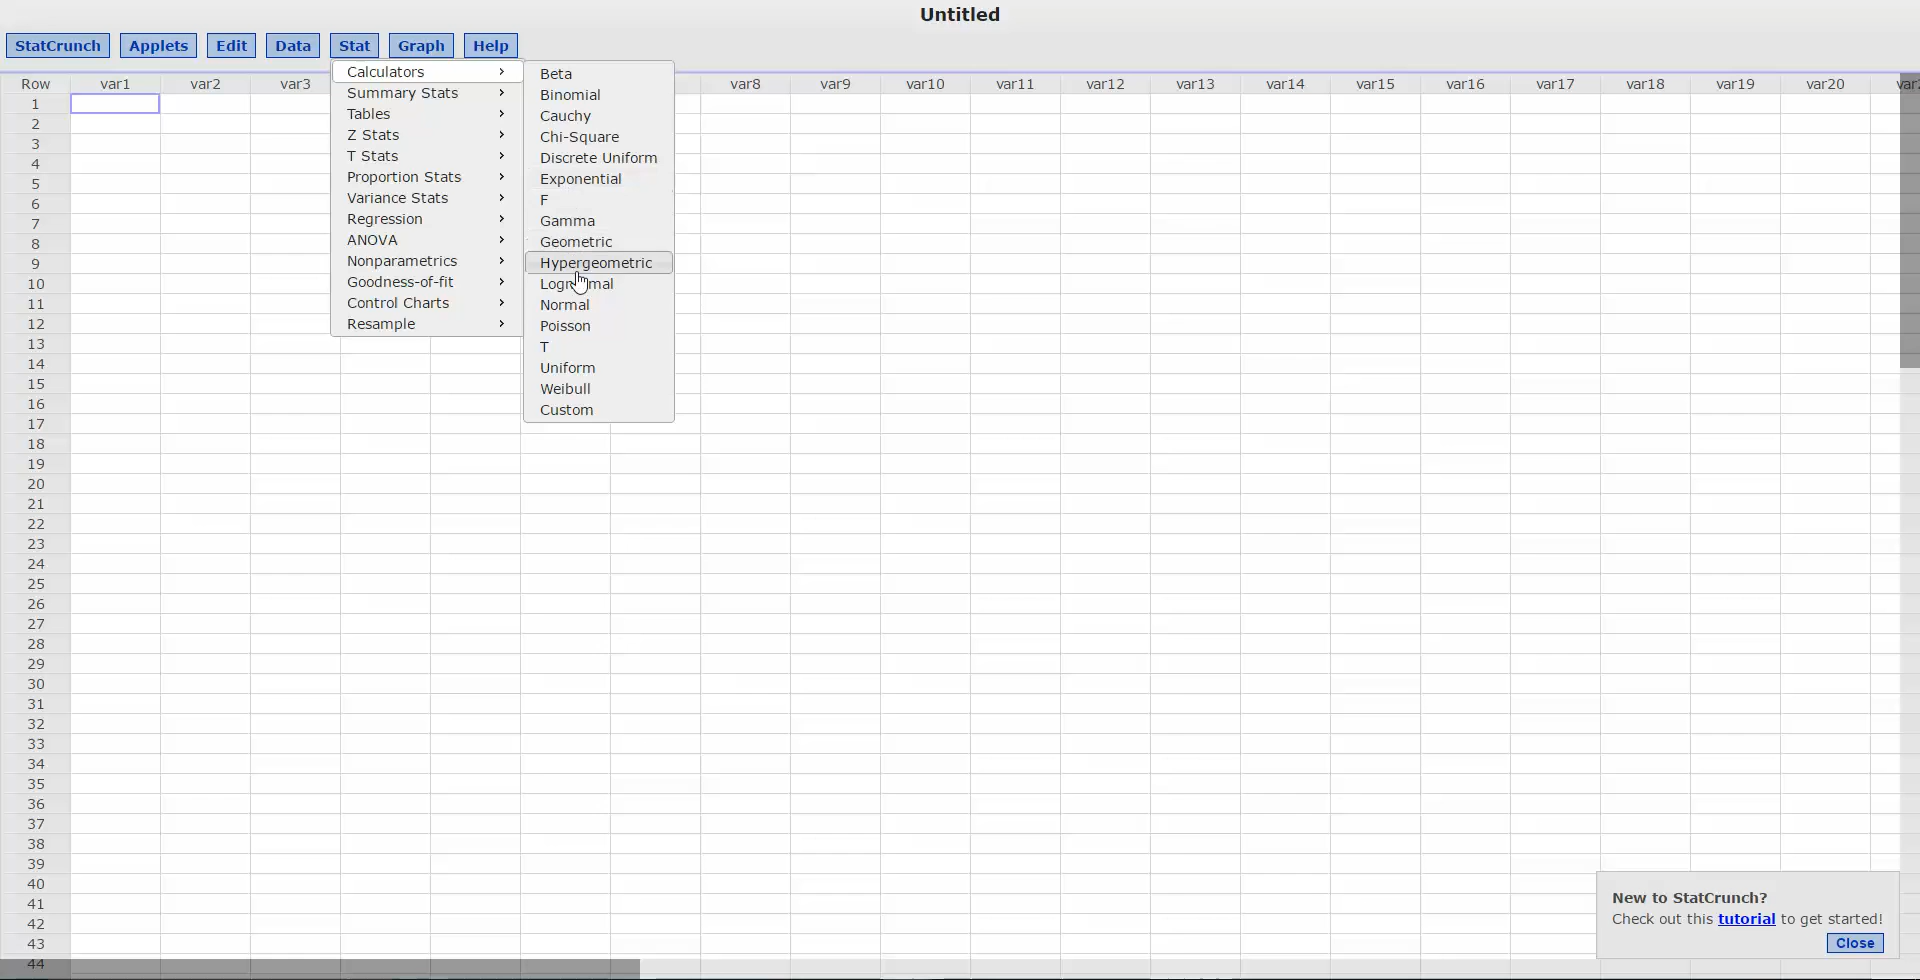 Untitled
StatCrunch Applets Edit Data Stat Graph Help
Calculators
Summary Stats
Tables
Z Stats
T Stats
Proportion Stats
Variance Stats
Regression
ANOVA
Nonparametrics
Goodness-of-fit
Control Charts
Resample
Beta
Binomial
Cauchy
Chi-Square
Discrete Uniform
Exponential
F
Gamma
Geometric
Hypergeometric
Normal
Poisson
T
Uniform
Weibull
Custom
Row var1 var2 var3 var8 var9 var10 var11 var12 var13 var14 var15 var16 var17 var18 var19 var20
1
2
3
4
5
6
7
8
9
10
11
12
13
14
15
16
17
18
19
20
21
22
23
24
25
26
27
28
29
30
31
32
33
34
35
36
37
38
39
40
41
42
43
44
New to StatCrunch?
Check out this tutorial to get started!
Close